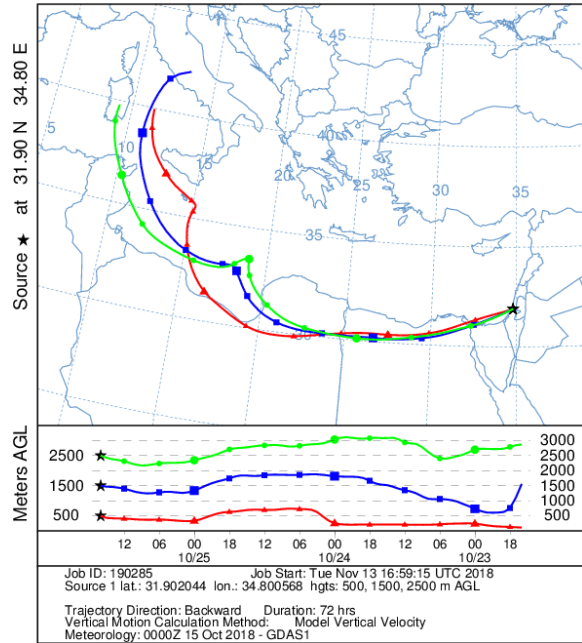 Source ★ at 31.90 N 34.80 E
45
40
35
30
25
20
15
10
5
35
30
Meters AGL
2500
1500
500
3000
2500
2000
1500
1000
500
12 06 00 18 12 06 00 18 12 06 00 18
10/25 10/24 10/23
Job ID: 190285 Job Start: Tue Nov 13 16:59:15 UTC 2018
Source 1 lat.: 31.902044 lon.: 34.800568 hgts: 500, 1500, 2500 m AGL
Trajectory Direction: Backward Duration: 72 hrs
Vertical Motion Calculation Method: Model Vertical Velocity
Meteorology: 0000Z 15 Oct 2018 - GDAS1